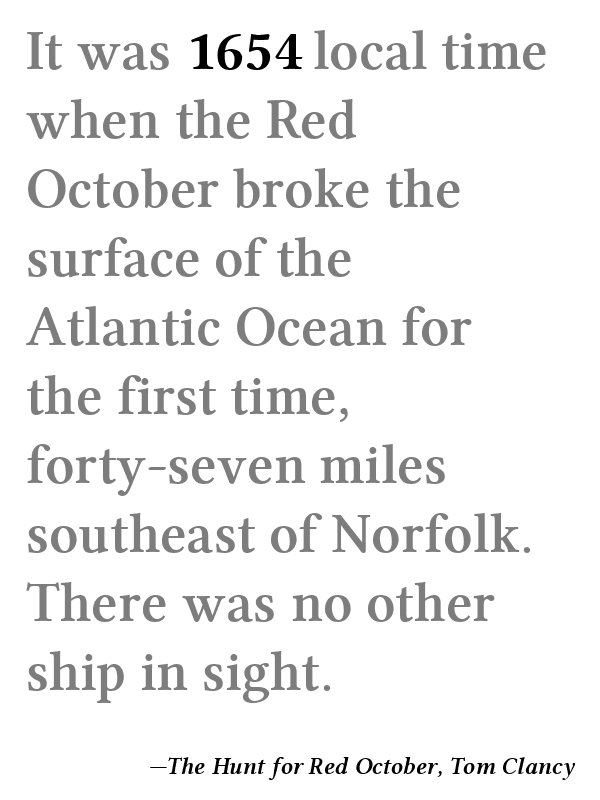 It was 1654 local time
when the Red
October broke the
surface of the
Atlantic Ocean for
the first time,
forty-seven miles
southeast of Norfolk.
There was no other
ship in sight.
—The Hunt for Red October, Tom Clancy